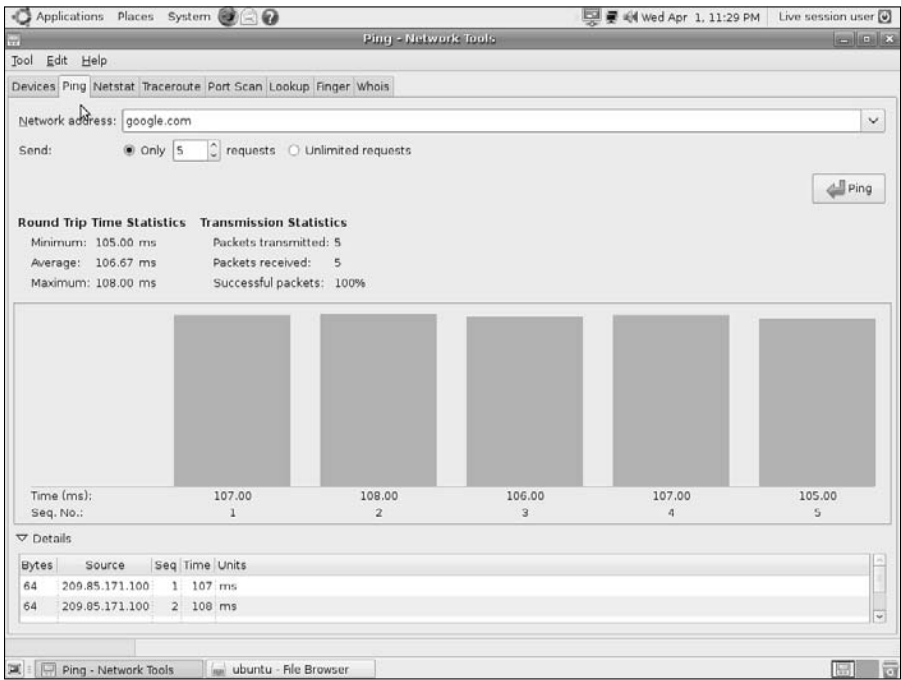 Applications Places System Wed Apr 1, 11:29 PM Live session user
Ping - Network Tools
Tool Edit Help
Devices Ping Netstat Traceroute Port Scan Lookup Finger Whois
Network address: google.com
Send: Only 5 requests Unlimited requests
Ping
Round Trip Time Statistics Transmission Statistics
Minimum: 105.00 ms Packets transmitted: 5
Average: 106.67 ms Packets received: 5
Maximum: 108.00 ms Successful packets: 100%
Time (ms): 107.00 108.00 106.00 107.00 105.00
Seq. No.: 1 2 3 4 5
Details
Bytes Source Seq Time Units
64 209.85.171.100 1 107 ms
64 209.85.171.100 2 108 ms
Ping - Network Tools ubuntu - File Browser